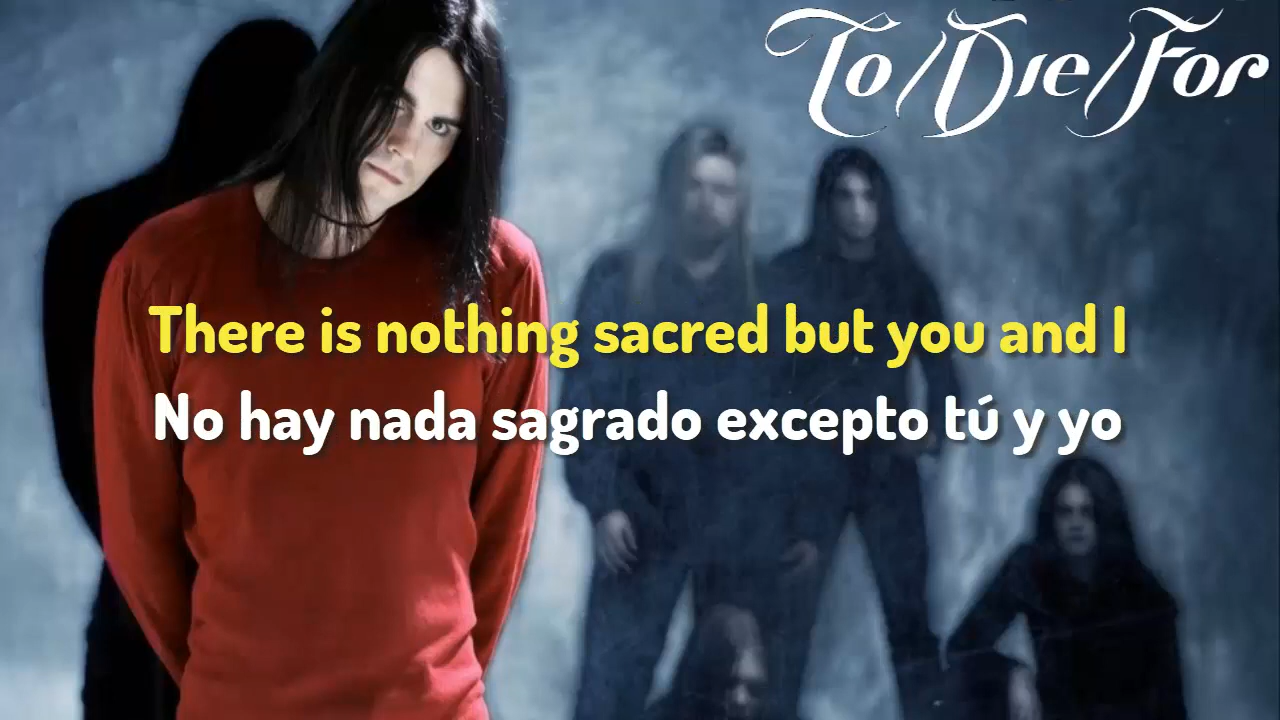 To/Die/For
There is nothing sacred but you and I
No hay nada sagrado excepto tú y yo